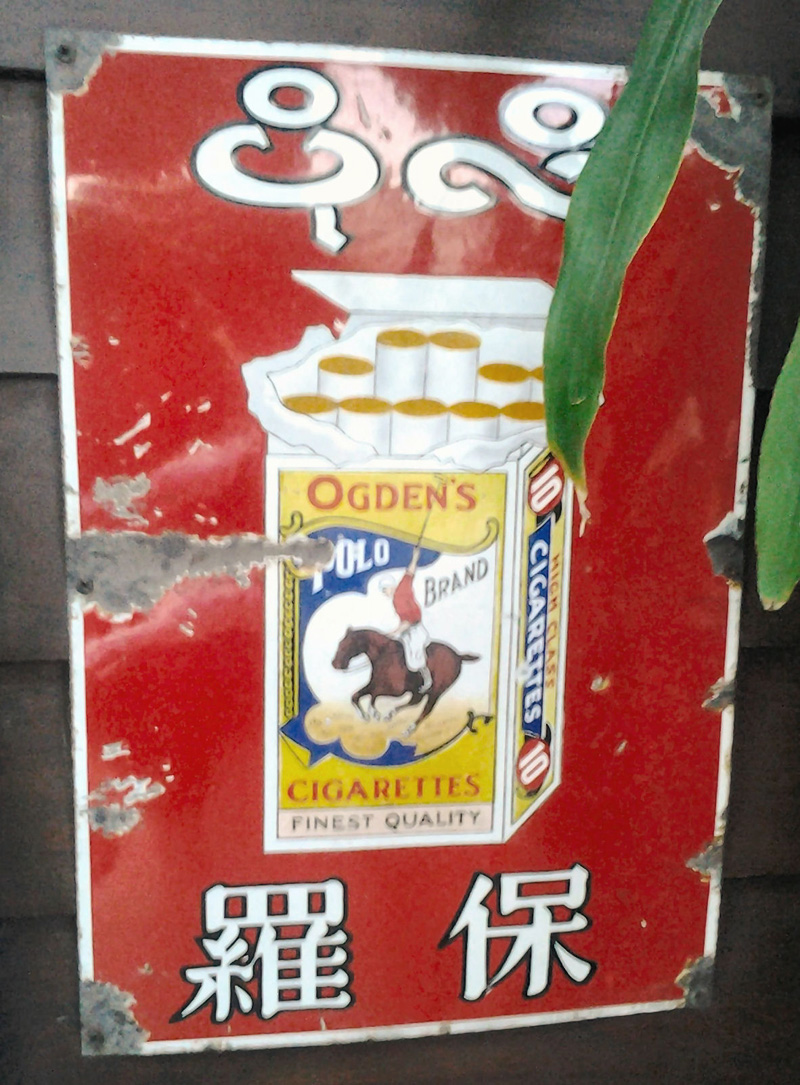 ပိုလို
OGDEN'S
POLO
BRAND
CIGARETTES
FINEST QUALITY
10
HIGH CLASS
CIGARETTES
10
保羅